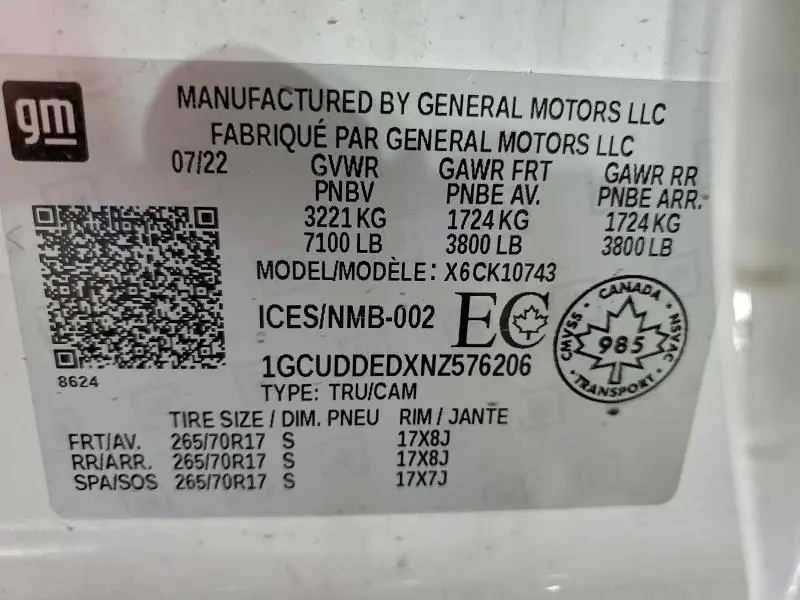 gm
MANUFACTURED BY GENERAL MOTORS LLC
FABRIQUÉ PAR GENERAL MOTORS LLC
07/22 GVWR GAWR FRT GAWR RR
PNBV PNBE AV. PNBE ARR.
3221 KG 1724 KG 1724 KG
7100 LB 3800 LB 3800 LB
MODEL/MODÈLE: X6CK10743
ICES/NMB-002 EC
CANADA
CMVSS 985 NSVAC
TRANSPORT
1GCUDDEDXNZ576206
8624
TYPE: TRU/CAM
TIRE SIZE / DIM. PNEU RIM / JANTE
FRT/AV. 265/70R17 S 17X8J
RR/ARR. 265/70R17 S 17X8J
SPA/SOS 265/70R17 S 17X7J